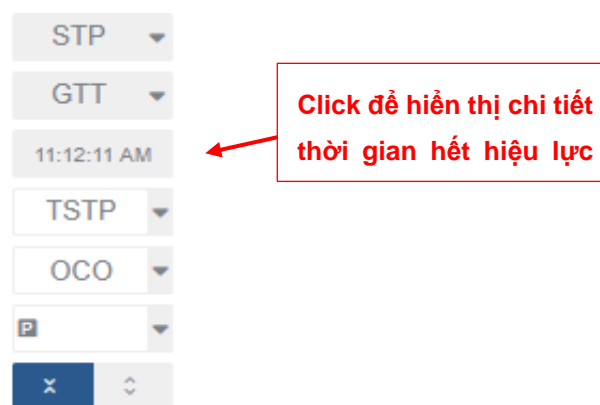 STP
GTT
11:12:11 AM
TSTP
OCO
P
Click để hiển thị chi tiết
thời gian hết hiệu lực